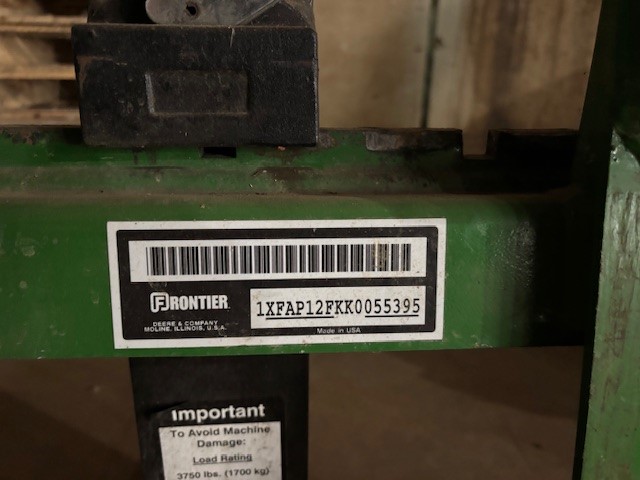 FRONTIER
DEERE & COMPANY
MOLINE, ILLINOIS, U.S.A.
1XFAP12FKK0055395
Made in USA
Important
To Avoid Machine
Damage:
Load Rating
3750 lbs. (1700 kg)